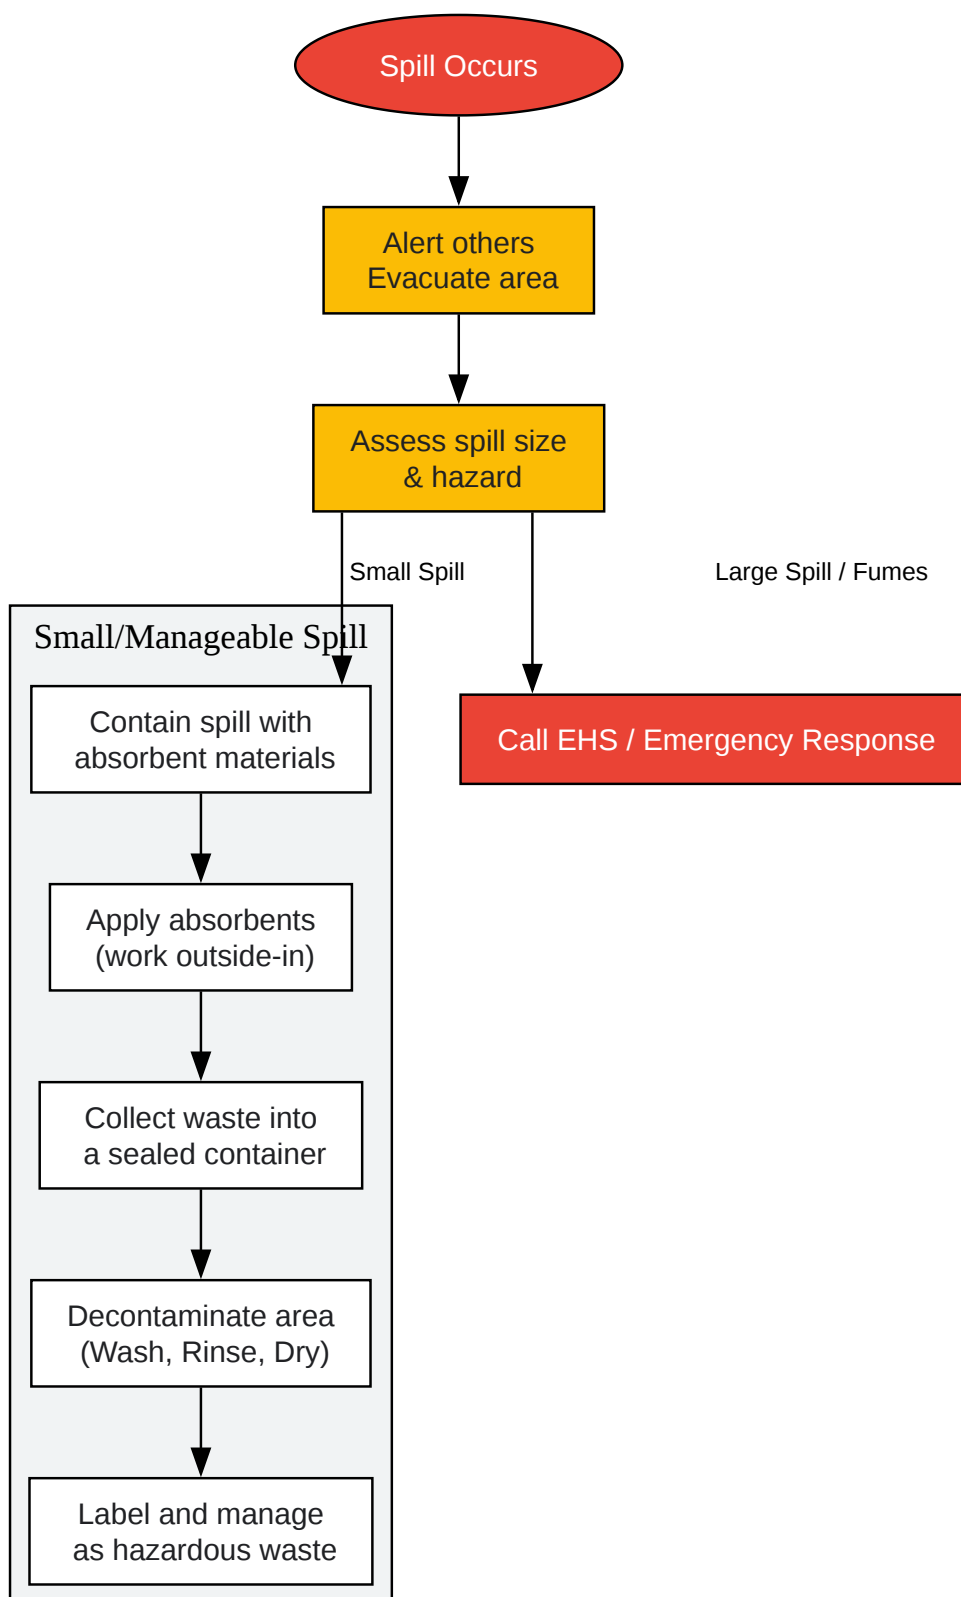 Spill Occurs
Alert others
Evacuate area
Assess spill size
& hazard
Small Spill
Large Spill / Fumes
Small/Manageable Spill
Contain spill with
absorbent materials
Call EHS / Emergency Response
Apply absorbents
(work outside-in)
Collect waste into
a sealed container
Decontaminate area
(Wash, Rinse, Dry)
Label and manage
as hazardous waste